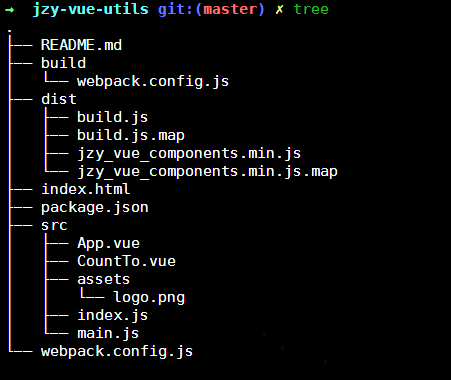 → jzy-vue-utils git:(master) ✗ tree
.
├── README.md
├── build
│   └── webpack.config.js
├── dist
│   ├── build.js
│   ├── build.js.map
│   ├── jzy_vue_components.min.js
│   └── jzy_vue_components.min.js.map
├── index.html
├── package.json
├── src
│   ├── App.vue
│   ├── CountTo.vue
│   ├── assets
│   │   └── logo.png
│   ├── index.js
│   └── main.js
└── webpack.config.js